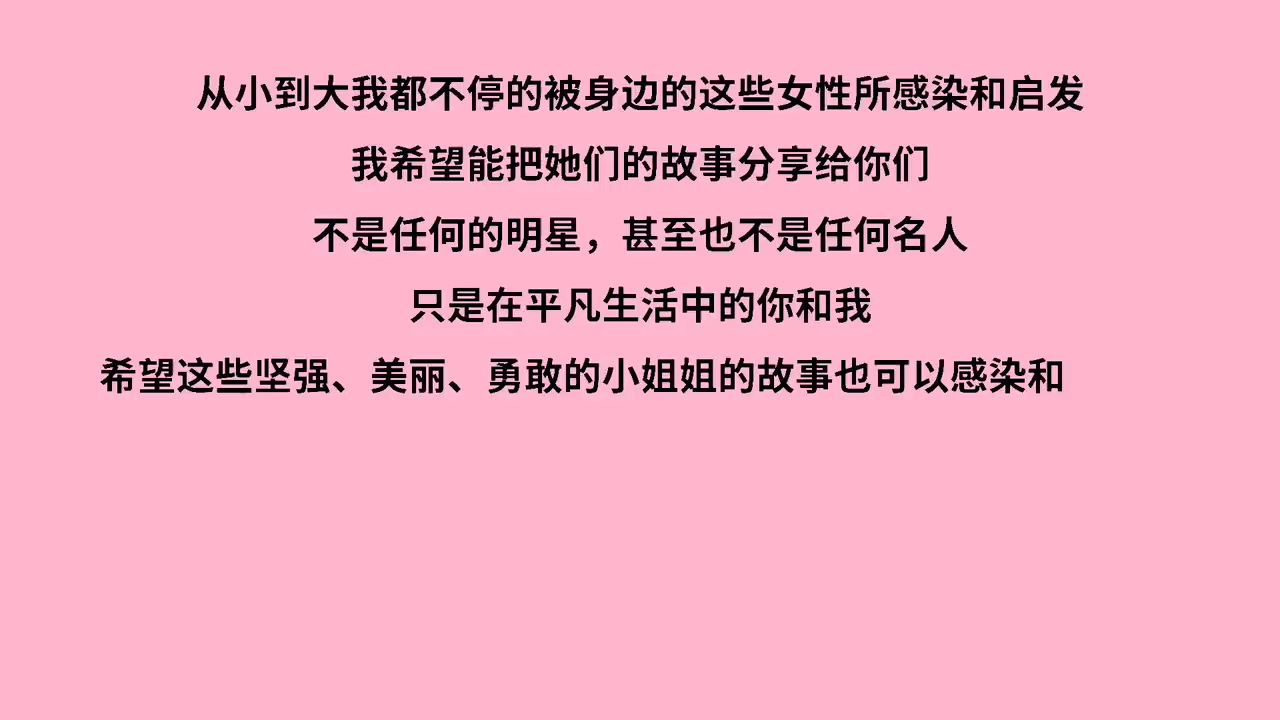 从小到大我都不停的被身边的这些女性所感染和启发
我希望能把她们的故事分享给你们
不是任何的明星，甚至也不是任何名人
只是在平凡生活中的你和我
希望这些坚强、美丽、勇敢的小姐姐的故事也可以感染和